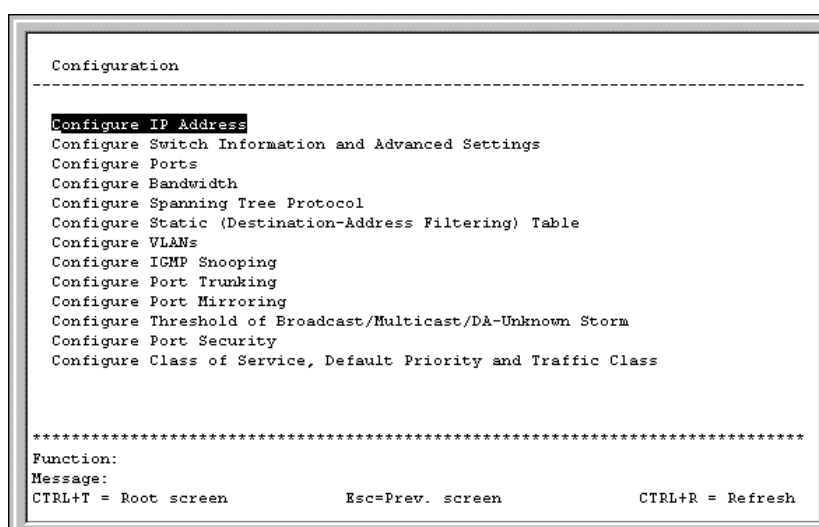 Configuration
--------------------------------------------------------------------------------
Configure IP Address
Configure Switch Information and Advanced Settings
Configure Ports
Configure Bandwidth
Configure Spanning Tree Protocol
Configure Static (Destination-Address Filtering) Table
Configure VLANs
Configure IGMP Snooping
Configure Port Trunking
Configure Port Mirroring
Configure Threshold of Broadcast/Multicast/DA-Unknown Storm
Configure Port Security
Configure Class of Service, Default Priority and Traffic Class
*******************************************************************************
Function:
Message:
CTRL+T = Root screen Esc=Prev. screen CTRL+R = Refresh